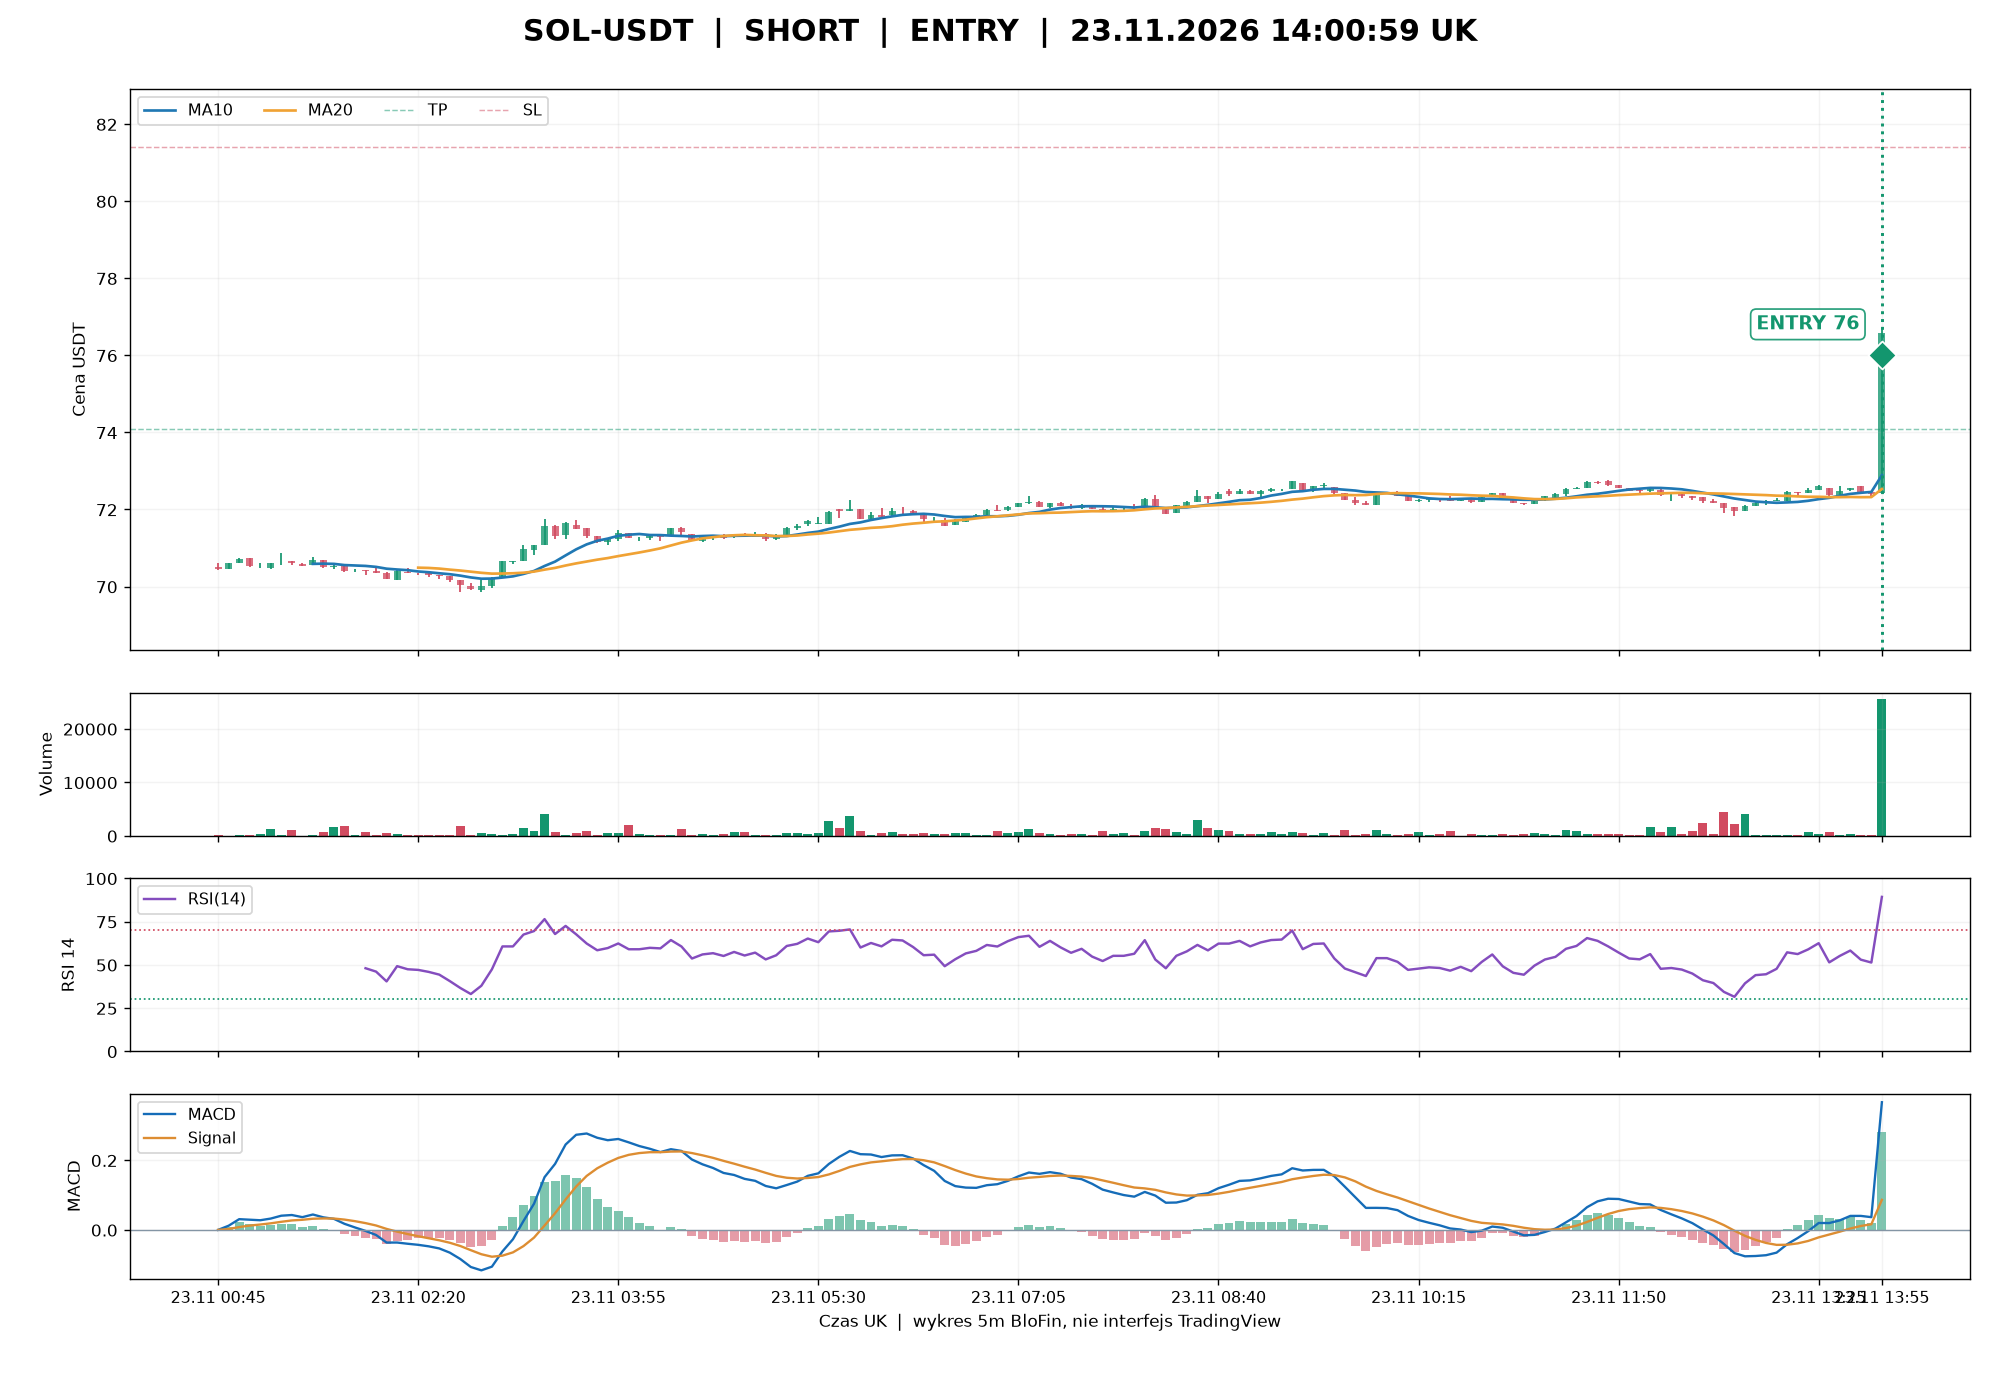 SOL-USDT | SHORT | ENTRY | 23.11.2026 14:00:59 UK
MA10 MA20 TP SL
82
80
78
76
74
72
70
Cena USDT
ENTRY 76
20000
10000
0
Volume
RSI(14)
100
75
50
25
0
RSI 14
MACD
Signal
0.2
0.0
MACD
23.11 00:45 23.11 02:20 23.11 03:55 23.11 05:30 23.11 07:05 23.11 08:40 23.11 10:15 23.11 11:50 23.11 13:25 23.11 13:55
Czas UK | wykres 5m BloFin, nie interfejs TradingView